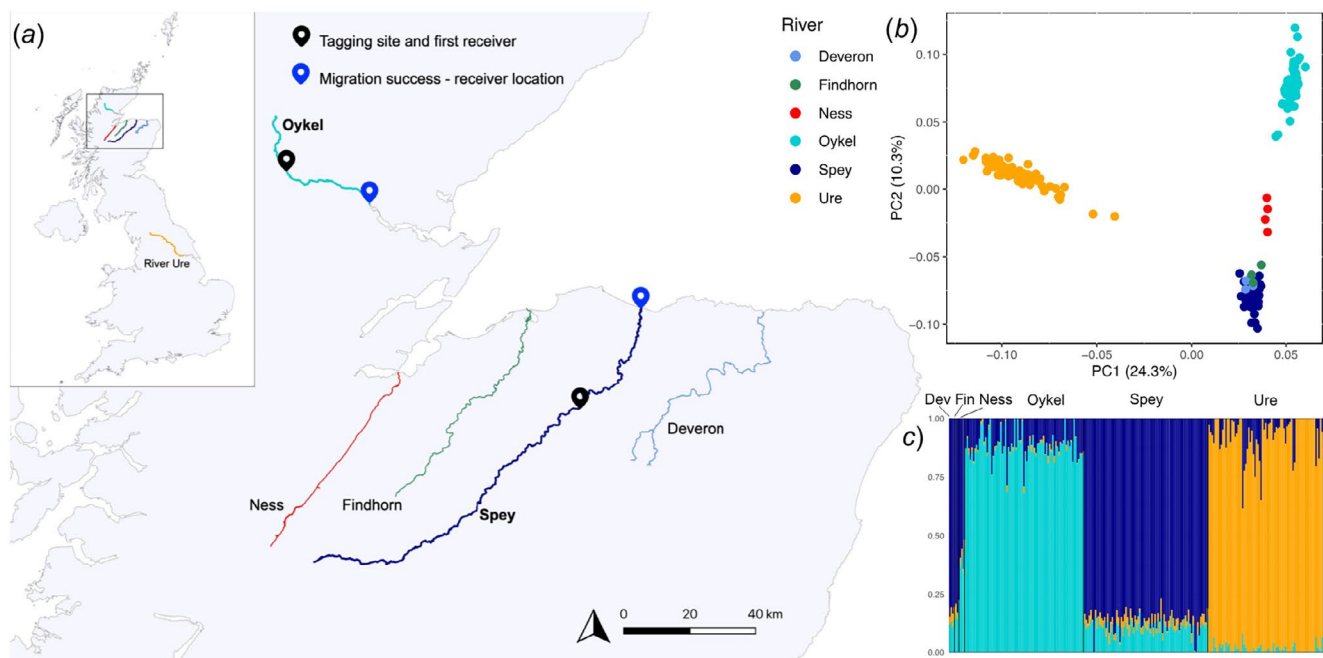 (a)
Tagging site and first receiver
Migration success - receiver location
River Ure
Oykel
Ness
Findhorn
Spey
Deveron
0 20 40 km
River
Deveron
Findhorn
Ness
Oykel
Spey
Ure
(b)
0.10
0.05
0.00
-0.05
-0.10
PC2 (10.3%)
-0.10 -0.05 0.00 0.05
PC1 (24.3%)
c)
Dev Fin Ness Oykel Spey Ure
1.00
0.75
0.50
0.25
0.00